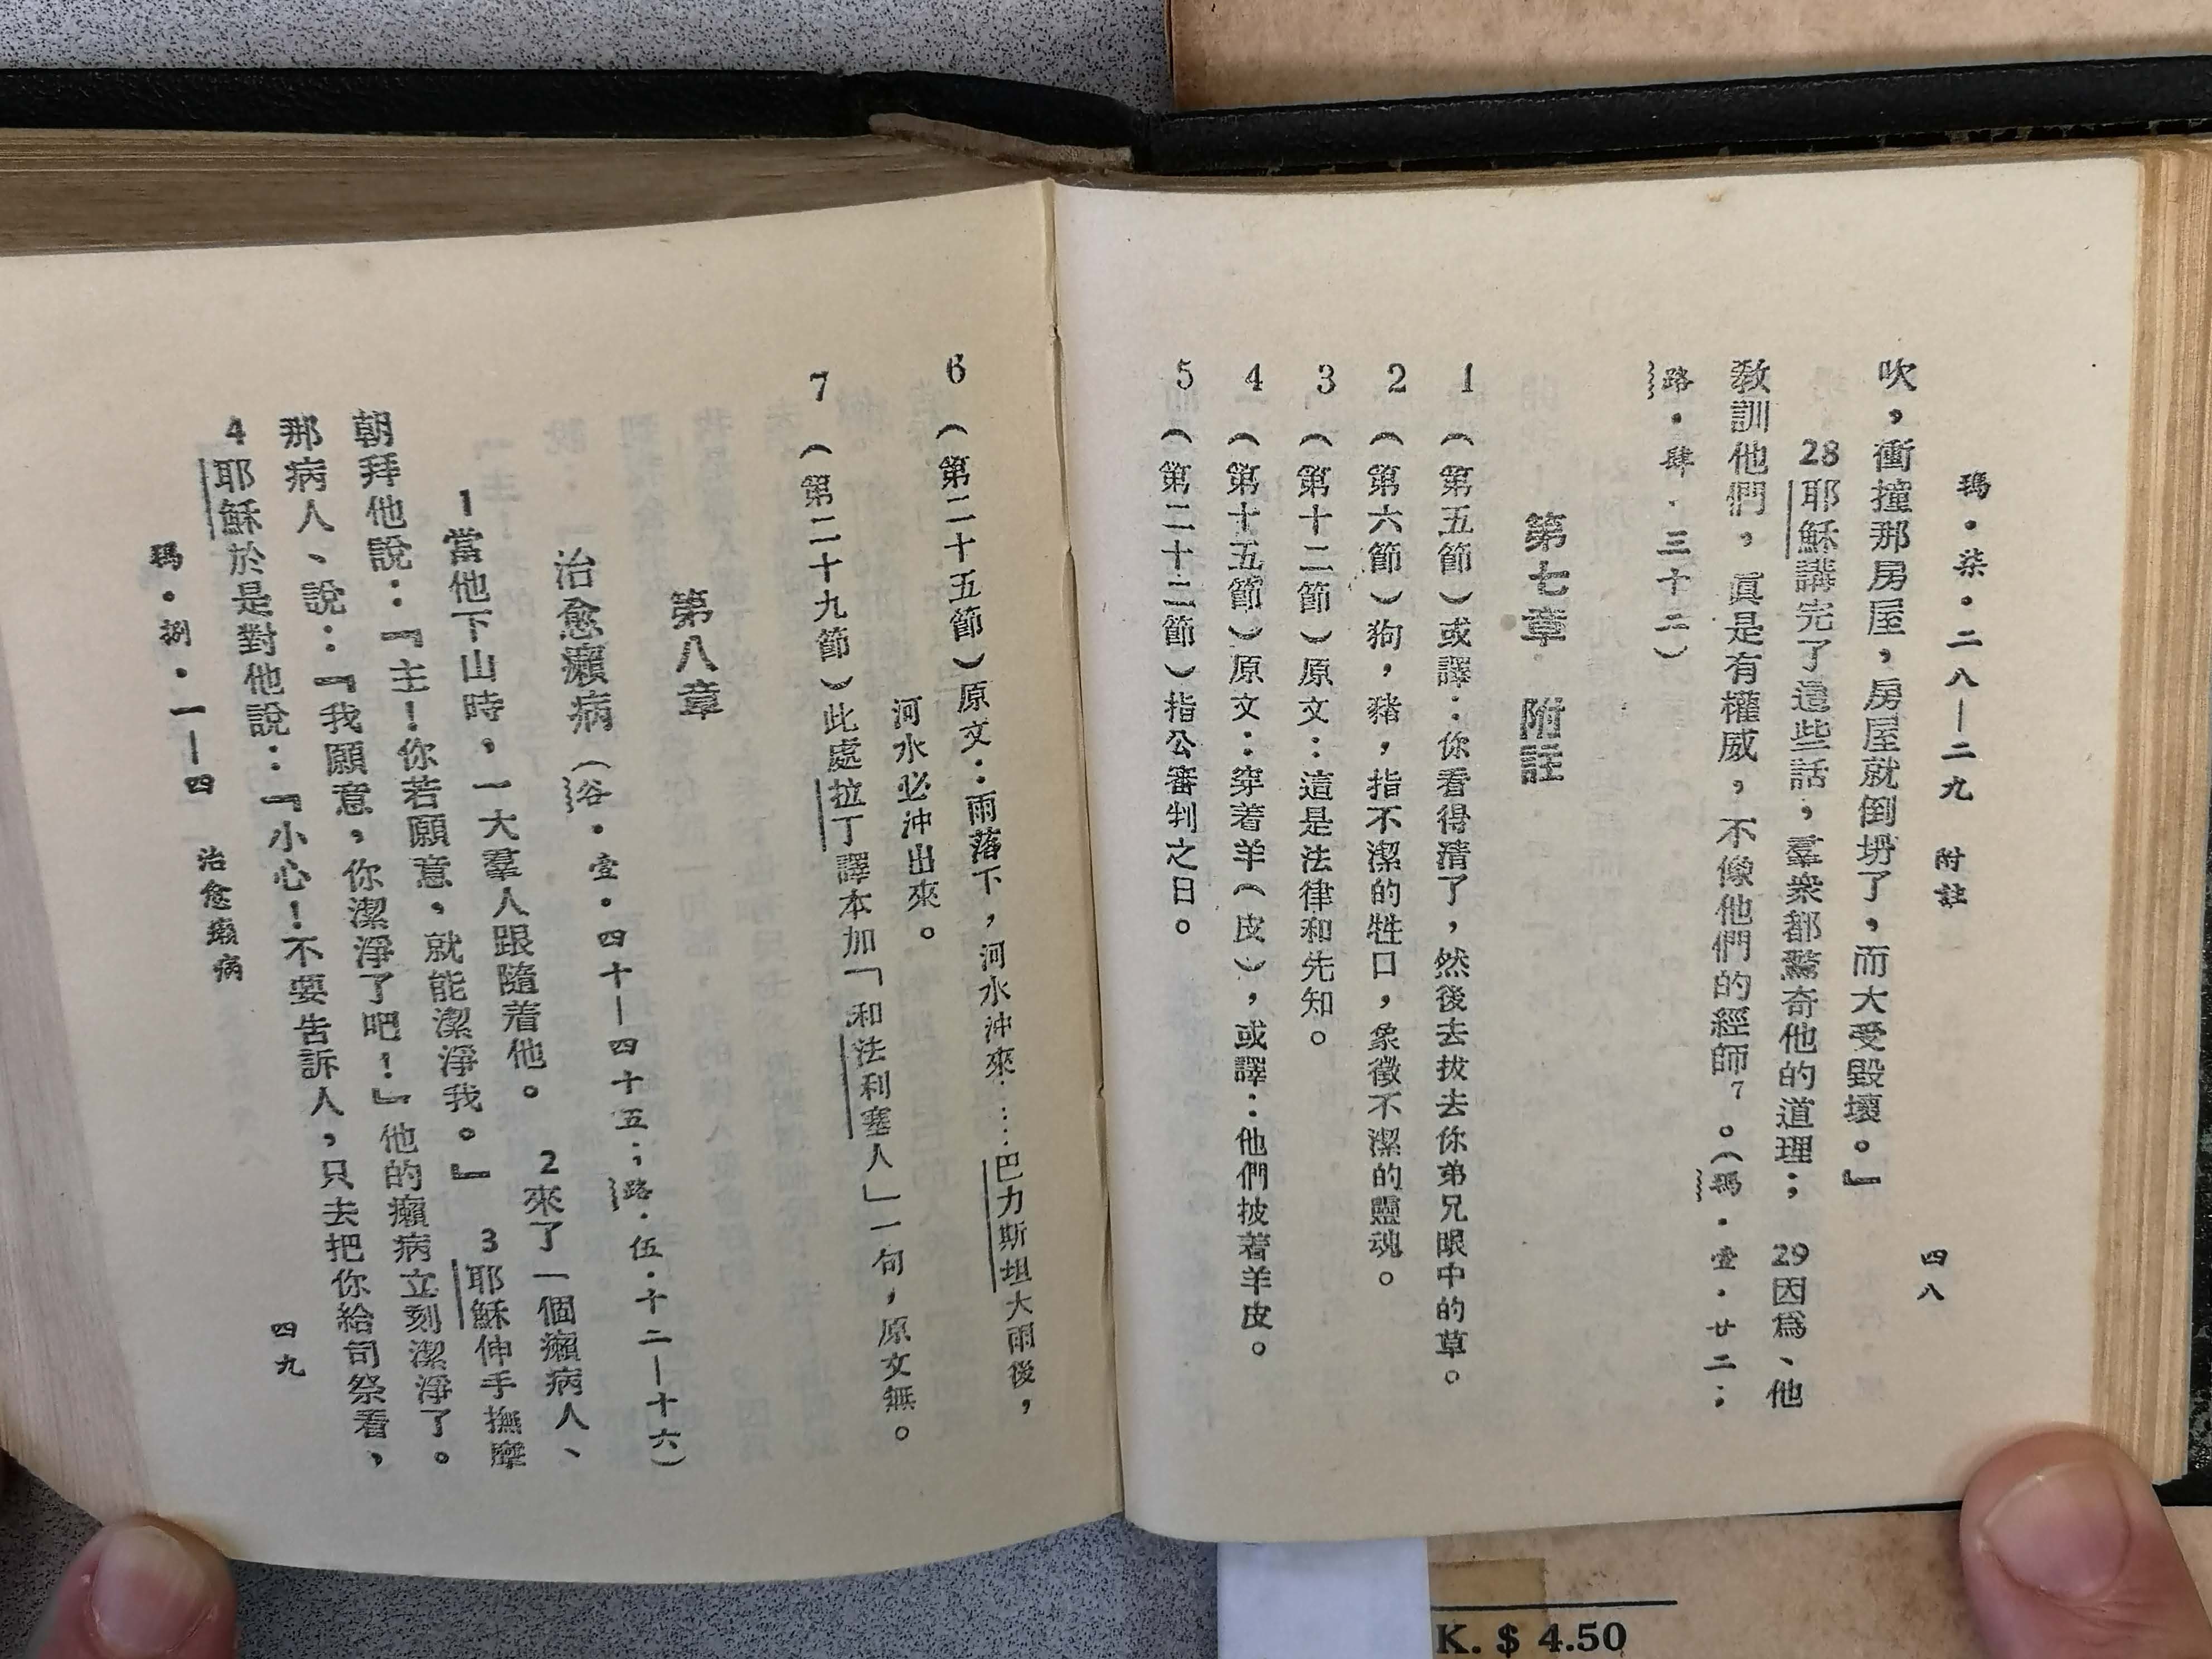 瑪・柒・二八—二九　附註　四八
吹，衝撞那房屋，房屋就倒坍了，而大受毀壞。』
28耶穌講完了這些話，羣衆都驚奇他的道理；29因爲、他
敎訓他們，眞是有權威，不像他們的經師7。（瑪・壹・廿二；
路・肆・三十二）
第七章　附註
1（第五節）或譯：你看得清了，然後去拔去你弟兄眼中的草。
2（第六節）狗，豬，指不潔的牲口，象徵不潔的靈魂。
3（第十二節）原文：這是法律和先知。
4（第十五節）原文：穿着羊（皮），或譯：他們披着羊皮。
5（第二十二節）指公審判之日。
6（第二十五節）原文：雨落下，河水沖來……巴力斯坦大雨後，
河水必沖出來。
7（第二十九節）此處拉丁譯本加「和法利塞人」一句，原文無。
第八章
治愈癩病（谷・壹・四十—四十五；路・伍・十二—十六）
1當他下山時，一大羣人跟隨着他。2來了一個癩病人、
朝拜他說：『主！你若願意，就能潔淨我。』3耶穌伸手撫摩
那病人、說：『我願意，你潔淨了吧！』他的癩病立刻潔淨了。
4耶穌於是對他說：『小心！不要告訴人，只去把你給司祭看，
瑪・捌・一—四　治愈癩病　四九
K. $ 4.50